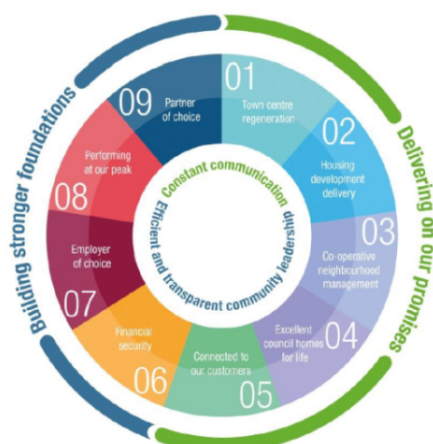 01
Town centre
regeneration
02
Housing
development
delivery
03
Co-operative
neighbourhood
management
04
Excellent
council homes
for life
05
Connected to
our customers
06
Financial
security
07
Employer
of choice
08
Performing
at our peak
09
Partner
of choice
Constant communication
Efficient and transparent community leadership
Building stronger foundations
Delivering on our promises